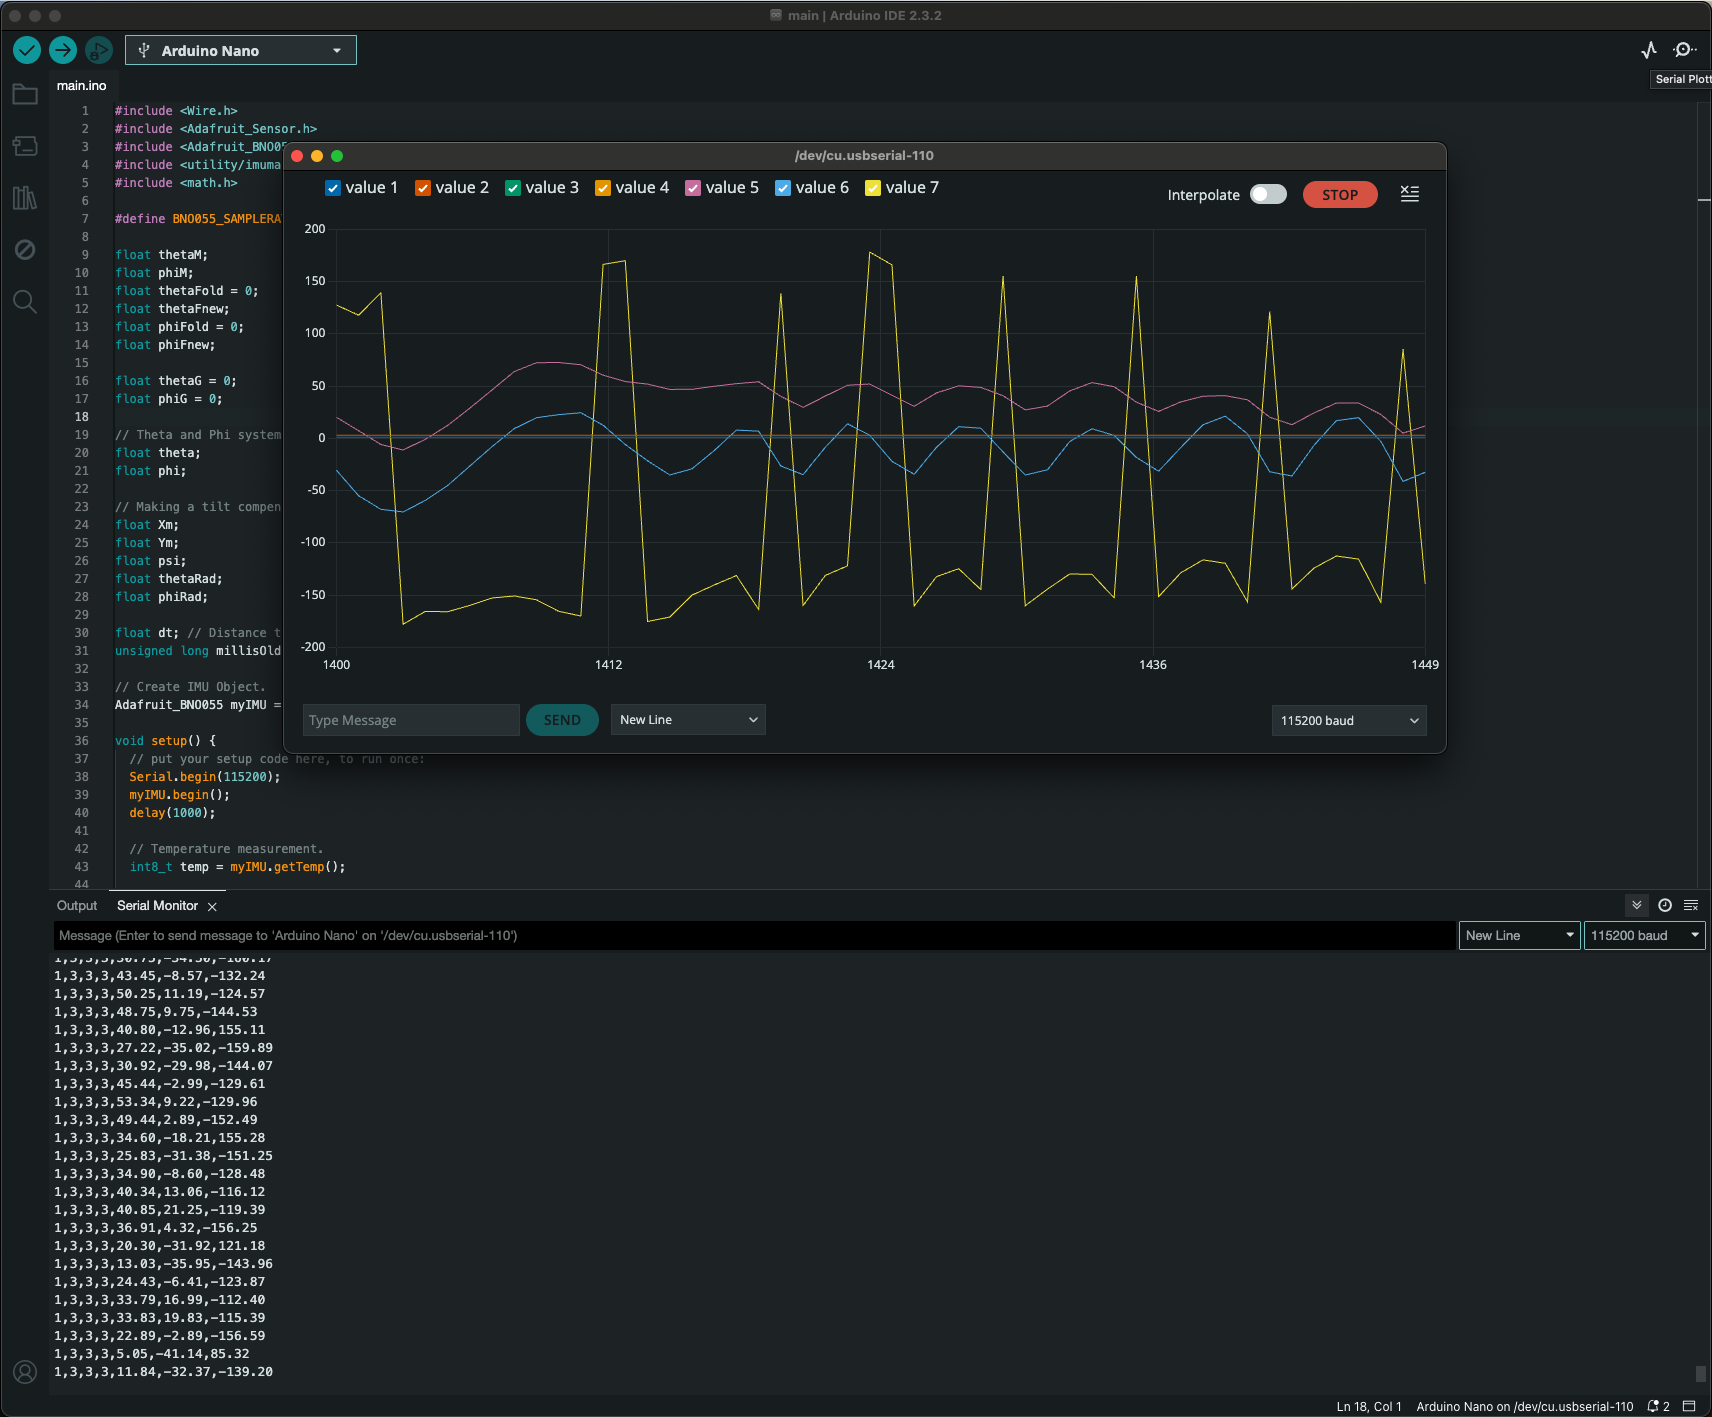 main | Arduino IDE 2.3.2
Arduino Nano
Serial Plott
main.ino
1 #include <Wire.h>
2 #include <Adafruit_Sensor.h>
3 #include <Adafruit_BNO05
4 #include <utility/imuma
5 #include <math.h>
6
7 #define BNO055_SAMPLERA
8
9 float thetaM;
10 float phiM;
11 float thetaFold = 0;
12 float thetaFnew;
13 float phiFold = 0;
14 float phiFnew;
15
16 float thetaG = 0;
17 float phiG = 0;
18
19 // Theta and Phi system
20 float theta;
21 float phi;
22
23 // Making a tilt compen
24 float Xm;
25 float Ym;
26 float psi;
27 float thetaRad;
28 float phiRad;
29
30 float dt; // Distance t
31 unsigned long millisOld
32
33 // Create IMU Object.
34 Adafruit_BNO055 myIMU =
35
36 void setup() {
37 // put your setup code here, to run once:
38 Serial.begin(115200);
39 myIMU.begin();
40 delay(1000);
41
42 // Temperature measurement.
43 int8_t temp = myIMU.getTemp();
44
/dev/cu.usbserial-110
value 1 value 2 value 3 value 4 value 5 value 6 value 7
Interpolate STOP
200
150
100
50
0
-50
-100
-150
-200
1400 1412 1424 1436 1449
Type Message SEND New Line 115200 baud
Output Serial Monitor
Message (Enter to send message to 'Arduino Nano' on '/dev/cu.usbserial-110') New Line 115200 baud
1,3,3,3,30.75,-34.30,-160.17
1,3,3,3,43.45,-8.57,-132.24
1,3,3,3,50.25,11.19,-124.57
1,3,3,3,48.75,9.75,-144.53
1,3,3,3,40.80,-12.96,155.11
1,3,3,3,27.22,-35.02,-159.89
1,3,3,3,30.92,-29.98,-144.07
1,3,3,3,45.44,-2.99,-129.61
1,3,3,3,53.34,9.22,-129.96
1,3,3,3,49.44,2.89,-152.49
1,3,3,3,34.60,-18.21,155.28
1,3,3,3,25.83,-31.38,-151.25
1,3,3,3,34.90,-8.60,-128.48
1,3,3,3,40.34,13.06,-116.12
1,3,3,3,40.85,21.25,-119.39
1,3,3,3,36.91,4.32,-156.25
1,3,3,3,20.30,-31.92,121.18
1,3,3,3,13.03,-35.95,-143.96
1,3,3,3,24.43,-6.41,-123.87
1,3,3,3,33.79,16.99,-112.40
1,3,3,3,33.83,19.83,-115.39
1,3,3,3,22.89,-2.89,-156.59
1,3,3,3,5.05,-41.14,85.32
1,3,3,3,11.84,-32.37,-139.20
Ln 18, Col 1 Arduino Nano on /dev/cu.usbserial-110 2